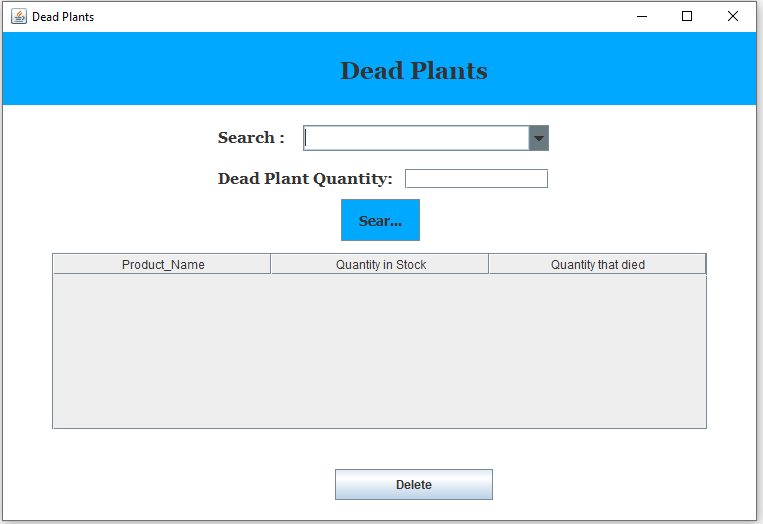 Dead Plants
Dead Plants
Search :
Dead Plant Quantity:
Sear...
Product_Name Quantity in Stock Quantity that died
Delete